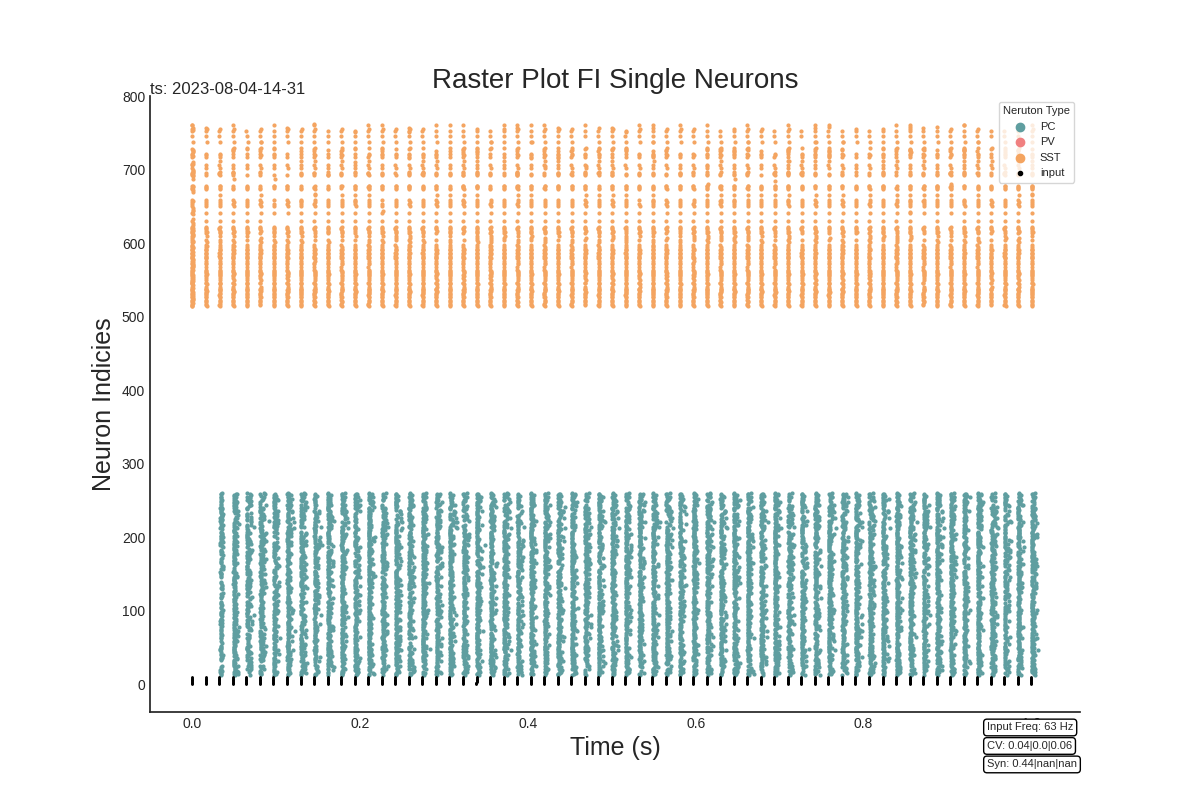 Raster Plot FI Single Neurons
ts: 2023-08-04-14-31
Neruton Type
PC
PV
SST
input
800
700
600
500
400
300
200
100
0
Neuron Indicies
0.0 0.2 0.4 0.6 0.8
Time (s)
Input Freq: 63 Hz
CV: 0.04|0.0|0.06
Syn: 0.44|nan|nan